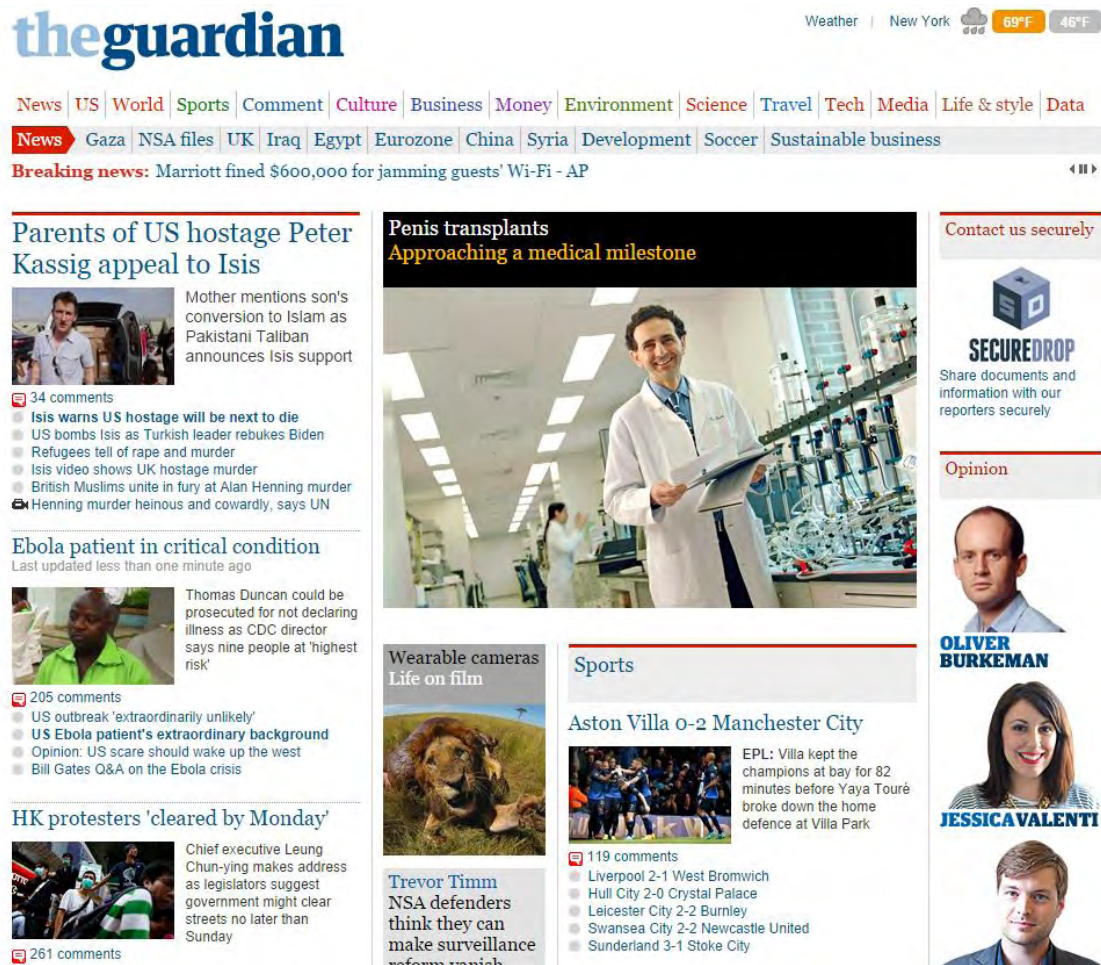 theguardian
Weather | New York 69°F 46°F
News US World Sports Comment Culture Business Money Environment Science Travel Tech Media Life & style Data
News Gaza NSA files UK Iraq Egypt Eurozone China Syria Development Soccer Sustainable business
Breaking news: Marriott fined $600,000 for jamming guests' Wi-Fi - AP
Parents of US hostage Peter
Kassig appeal to Isis
Mother mentions son's
conversion to Islam as
Pakistani Taliban
announces Isis support
34 comments
Isis warns US hostage will be next to die
US bombs Isis as Turkish leader rebukes Biden
Refugees tell of rape and murder
Isis video shows UK hostage murder
British Muslims unite in fury at Alan Henning murder
Henning murder heinous and cowardly, says UN
Ebola patient in critical condition
Last updated less than one minute ago
Thomas Duncan could be
prosecuted for not declaring
illness as CDC director
says nine people at 'highest
risk'
205 comments
US outbreak 'extraordinarily unlikely'
US Ebola patient's extraordinary background
Opinion: US scare should wake up the west
Bill Gates Q&A on the Ebola crisis
HK protesters 'cleared by Monday'
Chief executive Leung
Chun-ying makes address
as legislators suggest
government might clear
streets no later than
Sunday
261 comments
Penis transplants
Approaching a medical milestone
Wearable cameras
Life on film
Trevor Timm
NSA defenders
think they can
make surveillance
reform vanish
Sports
Aston Villa 0-2 Manchester City
EPL: Villa kept the
champions at bay for 82
minutes before Yaya Touré
broke down the home
defence at Villa Park
119 comments
Liverpool 2-1 West Bromwich
Hull City 2-0 Crystal Palace
Leicester City 2-2 Burnley
Swansea City 2-2 Newcastle United
Sunderland 3-1 Stoke City
Contact us securely
SD
SECUREDROP
Share documents and
information with our
reporters securely
Opinion
OLIVER
BURKEMAN
JESSICA VALENTI